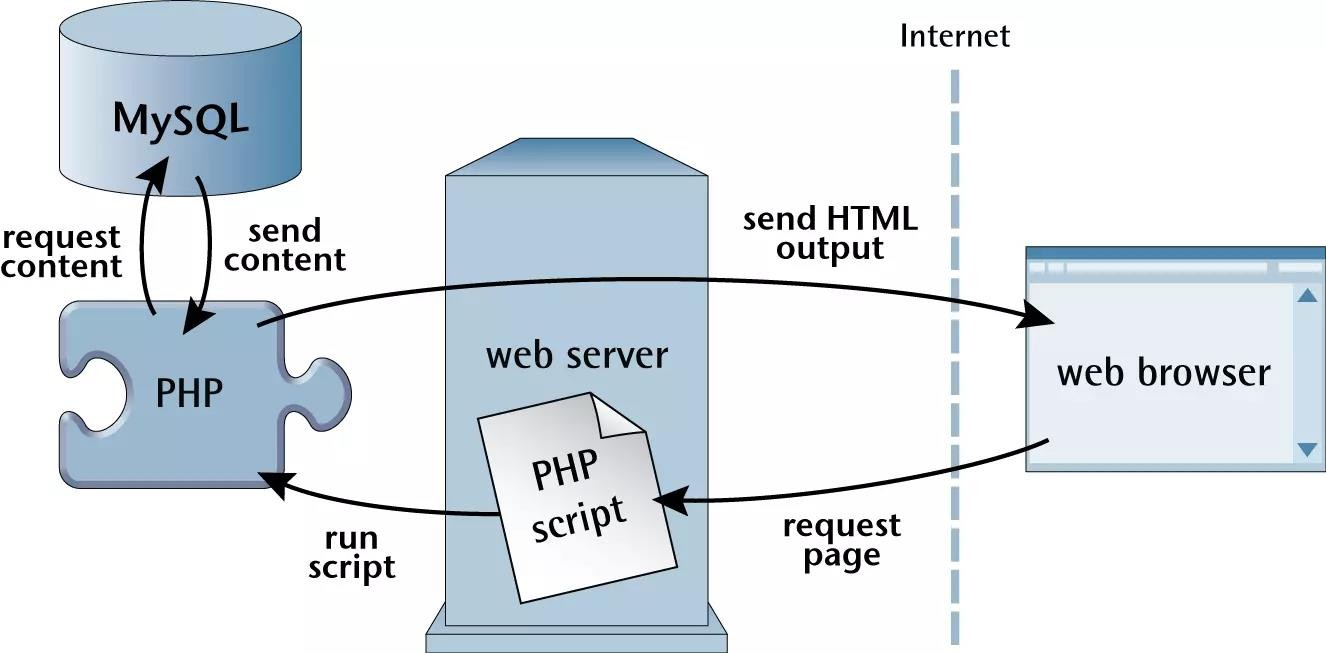 Internet
MySQL
request
content
send
content
send HTML
output
web server
PHP
web browser
PHP
script
run
script
request
page